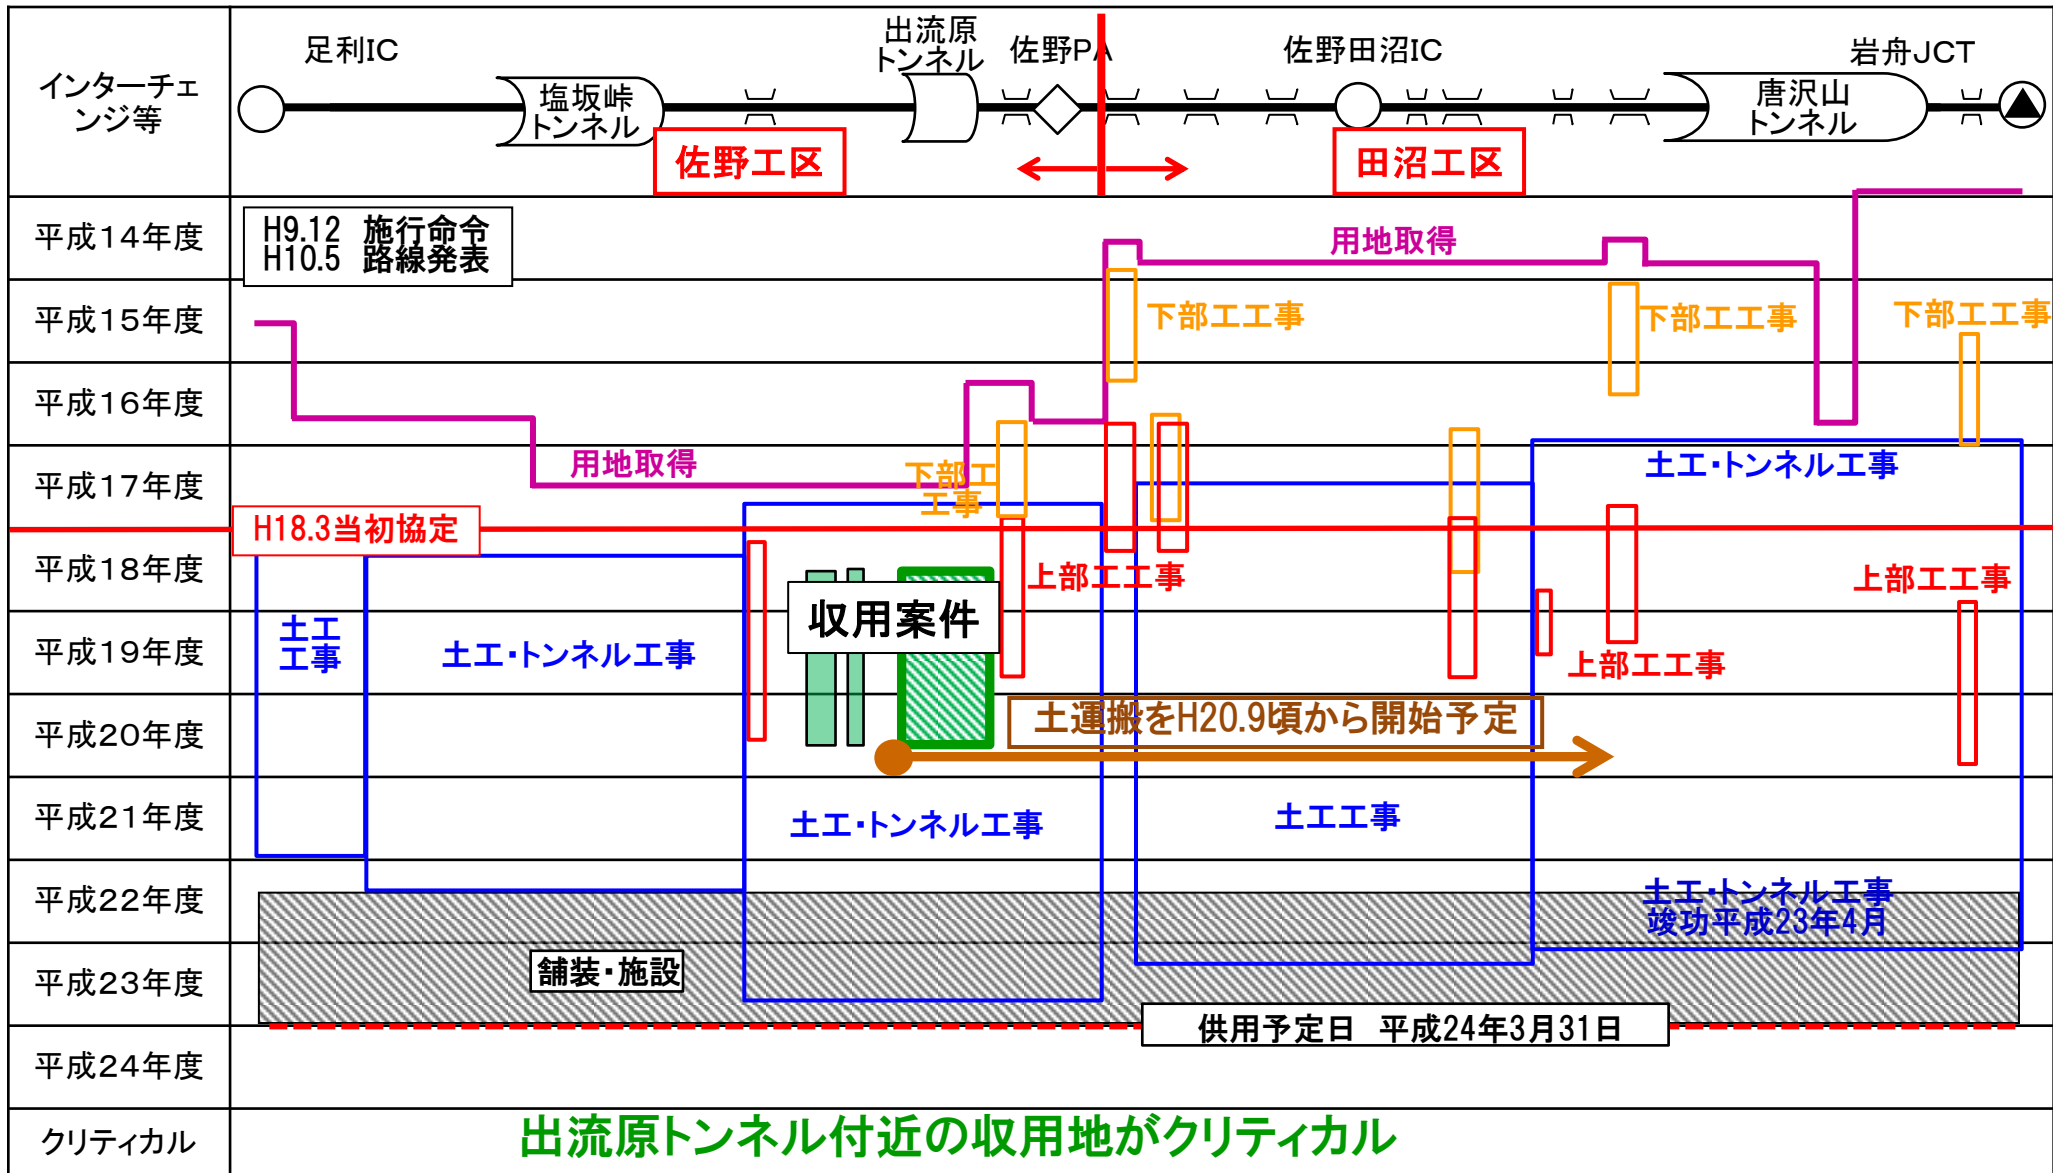 インターチェ
ンジ等
足利IC
塩坂峠
トンネル
出流原
トンネル
佐野PA
佐野田沼IC
唐沢山
トンネル
岩舟JCT
佐野工区
田沼工区
平成14年度
H9.12 施行命令
H10.5 路線発表
用地取得
平成15年度
下部工工事
下部工工事
下部工工事
平成16年度
平成17年度
用地取得
下部工
工事
土工・トンネル工事
H18.3当初協定
平成18年度
上部工工事
上部工工事
収用案件
平成19年度
土工
工事
土工・トンネル工事
上部工工事
平成20年度
土運搬をH20.9頃から開始予定
平成21年度
土工・トンネル工事
土工工事
平成22年度
土工・トンネル工事
竣功平成23年4月
平成23年度
舗装・施設
供用予定日 平成24年3月31日
平成24年度
クリティカル
出流原トンネル付近の収用地がクリティカル